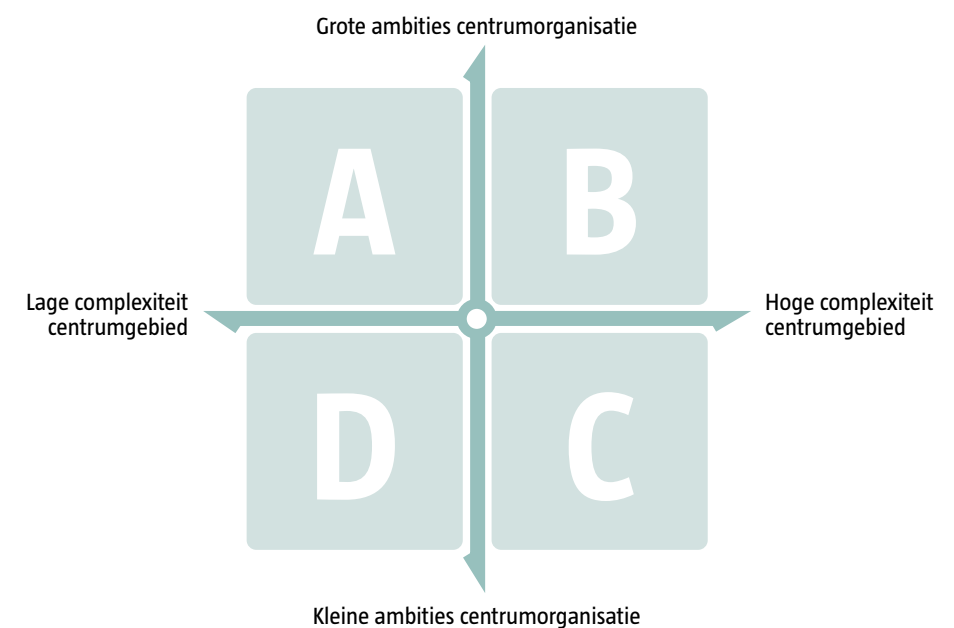 Grote ambities centrumorganisatie
A
B
Lage complexiteit
centrumgebied
Hoge complexiteit
centrumgebied
D
C
Kleine ambities centrumorganisatie